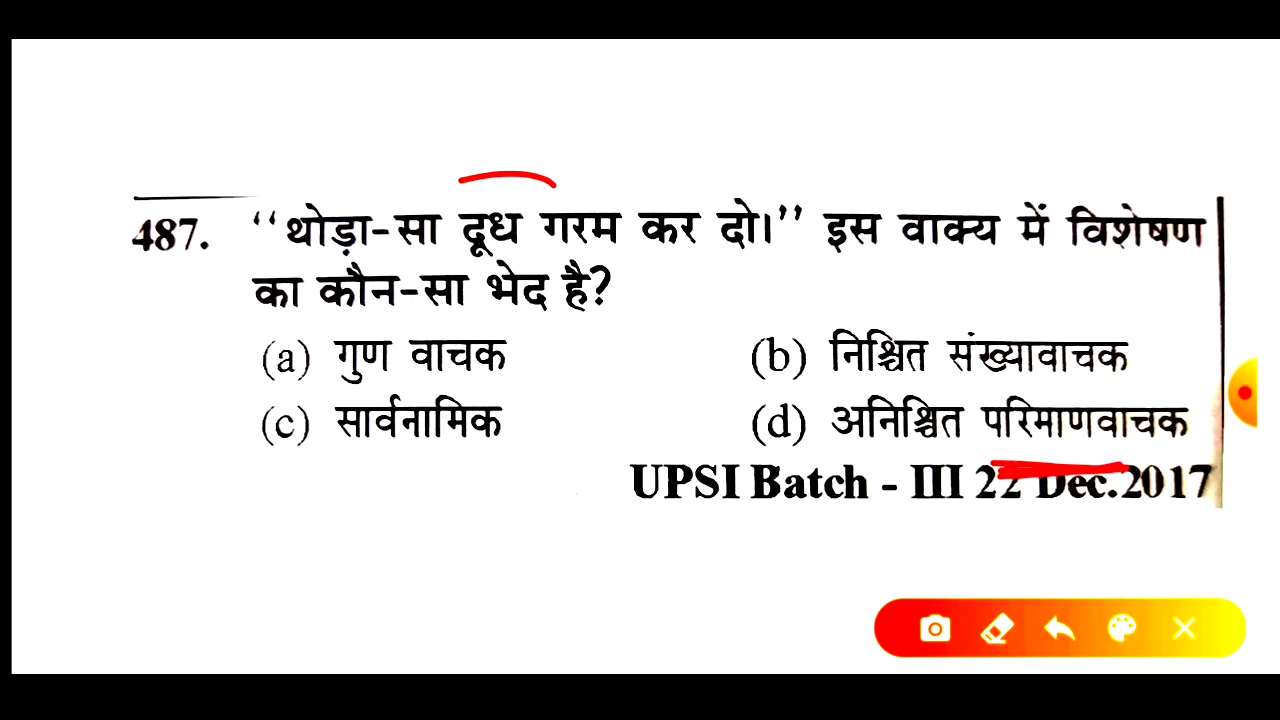 487. “थोड़ा-सा दूध गरम कर दो।” इस वाक्य में विशेषण
का कौन-सा भेद है?
(a) गुण वाचक (b) निश्चित संख्यावाचक
(c) सार्वनामिक (d) अनिश्चित परिमाणवाचक
UPSI Batch - III 22 Dec.2017